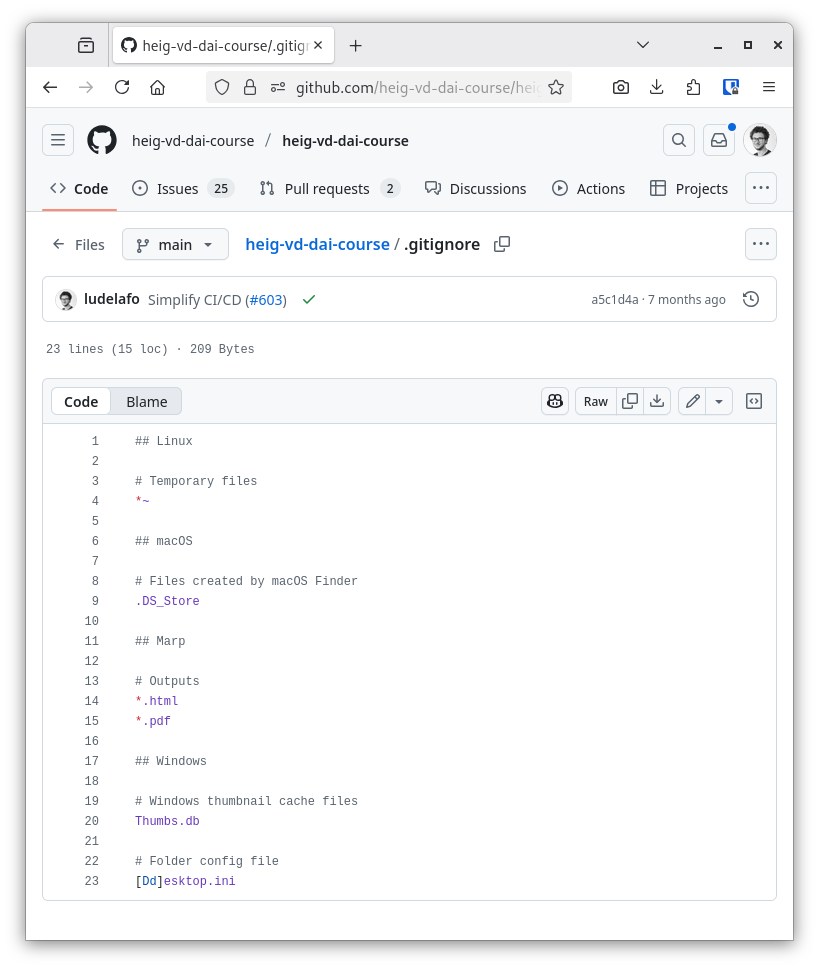 heig-vd-dai-course/.gitign
github.com/heig-vd-dai-course/heig
heig-vd-dai-course / heig-vd-dai-course
Code Issues 25 Pull requests 2 Discussions Actions Projects
Files main heig-vd-dai-course / .gitignore
ludelafo Simplify CI/CD (#603) a5c1d4a · 7 months ago
23 lines (15 loc) · 209 Bytes
Code Blame Raw
1 ## Linux
2
3 # Temporary files
4 *~
5
6 ## macOS
7
8 # Files created by macOS Finder
9 .DS_Store
10
11 ## Marp
12
13 # Outputs
14 *.html
15 *.pdf
16
17 ## Windows
18
19 # Windows thumbnail cache files
20 Thumbs.db
21
22 # Folder config file
23 [Dd]esktop.ini